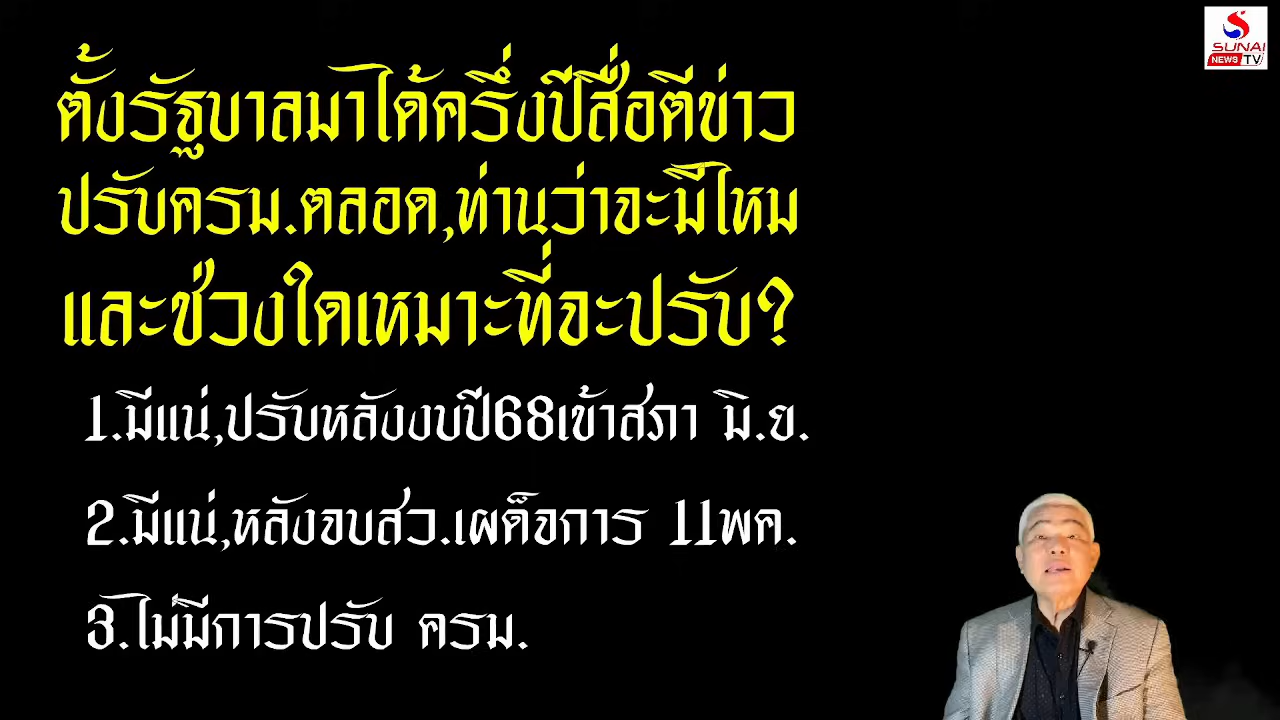 ตั้งรัฐบาลมาได้ครึ่งปีสื่อตีข่าว
ปรับครม.ตลอด,ท่านว่าจะมีไหม
และช่วงใดเหมาะที่จะปรับ?
1.มีแน่,ปรับหลังงบปี68เข้าสภา มิ.ย.
2.มีแน่,หลังจบสว.เผด็จการ 11พค.
3.ไม่มีการปรับ ครม.
SUNAI
NEWS TV